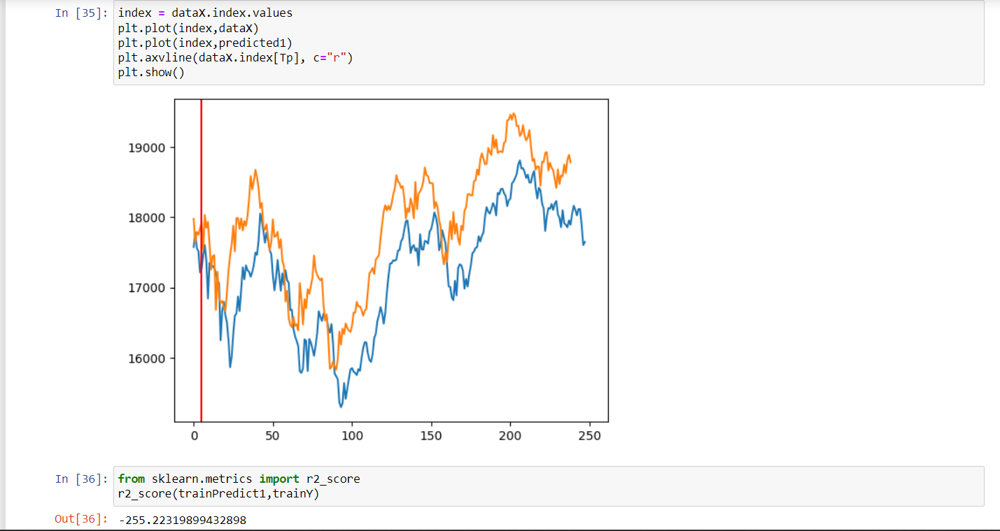 In [35]: index = dataX.index.values
plt.plot(index,dataX)
plt.plot(index,predicted1)
plt.axvline(dataX.index[Tp], c="r")
plt.show()
19000
18000
17000
16000
0 50 100 150 200 250
In [36]: from sklearn.metrics import r2_score
r2_score(trainPredict1,trainY)
Out[36]: -255.22319899432898